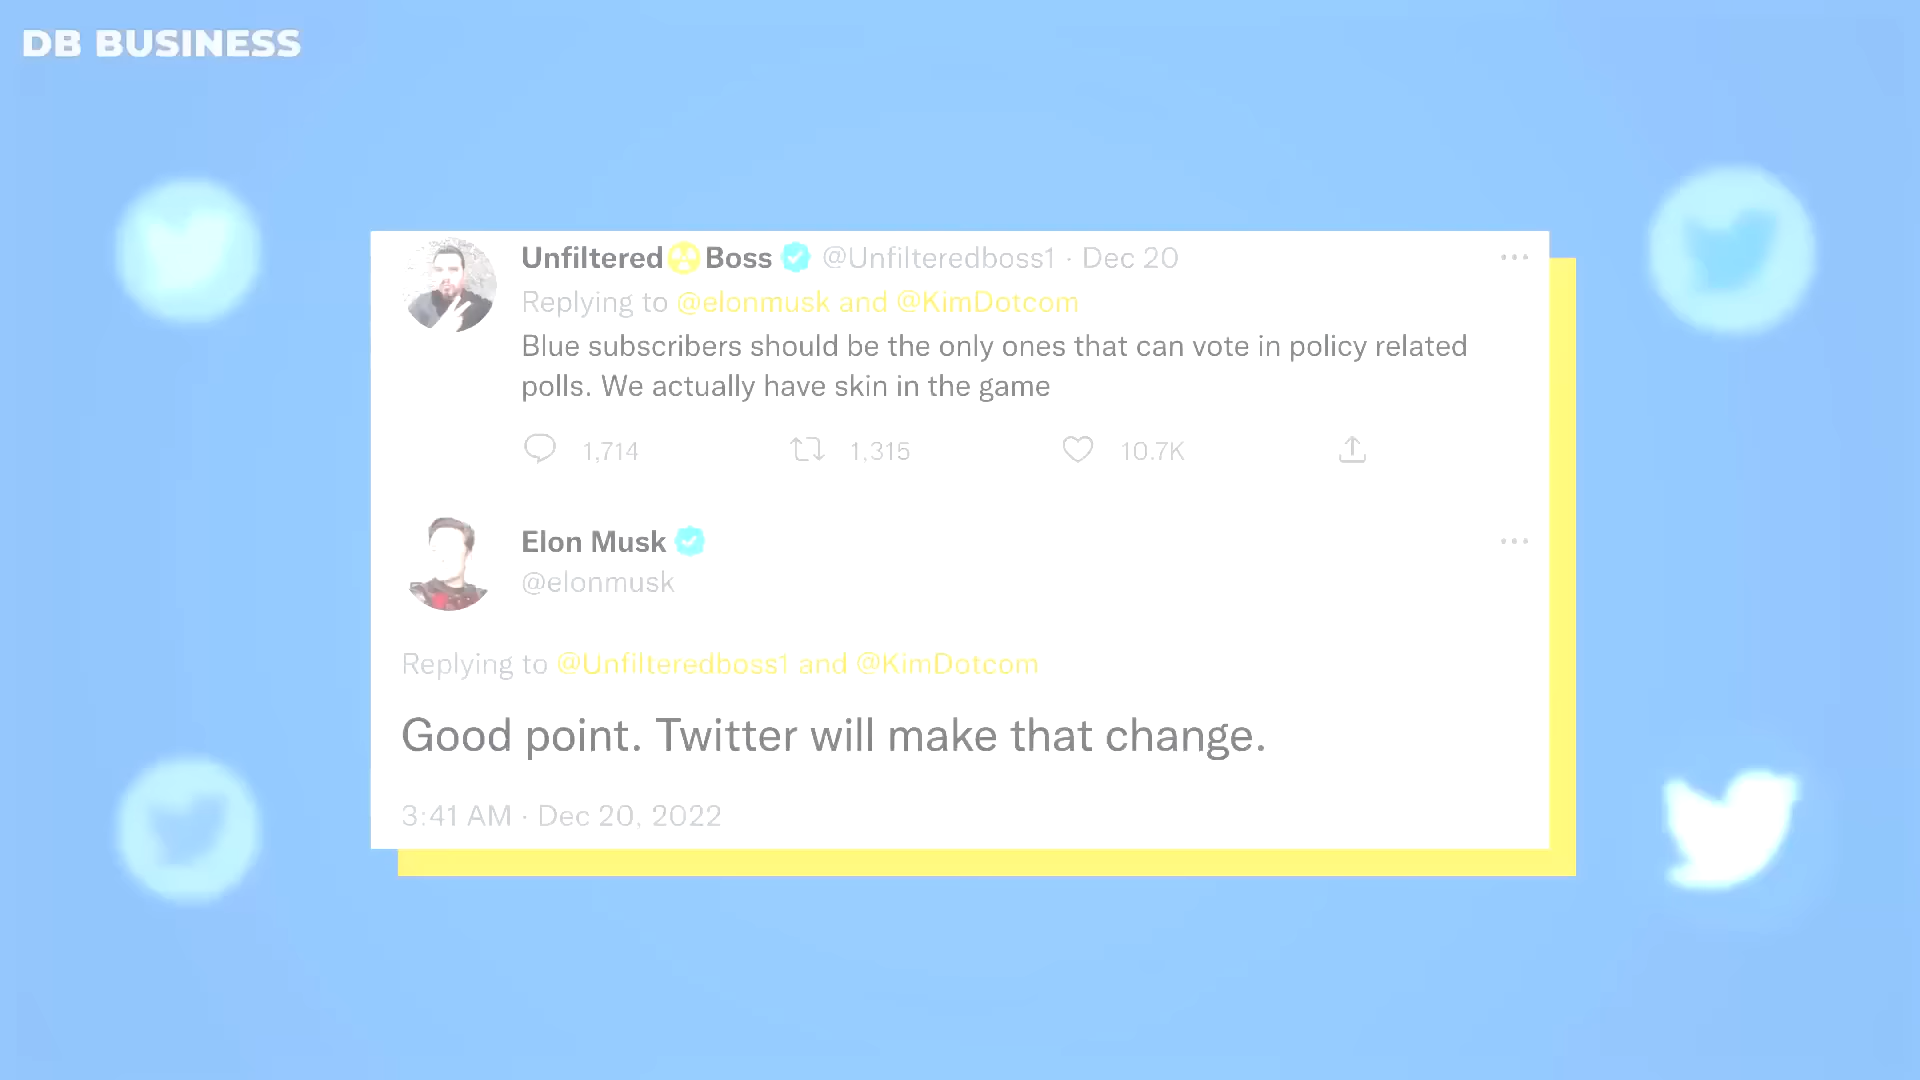 DB BUSINESS
Unfiltered Boss @Unfilteredboss1 · Dec 20
Replying to @elonmusk and @KimDotcom
Blue subscribers should be the only ones that can vote in policy related
polls. We actually have skin in the game
1,714 1,315 10.7K
Elon Musk
@elonmusk
Replying to @Unfilteredboss1 and @KimDotcom
Good point. Twitter will make that change.
3:41 AM · Dec 20, 2022